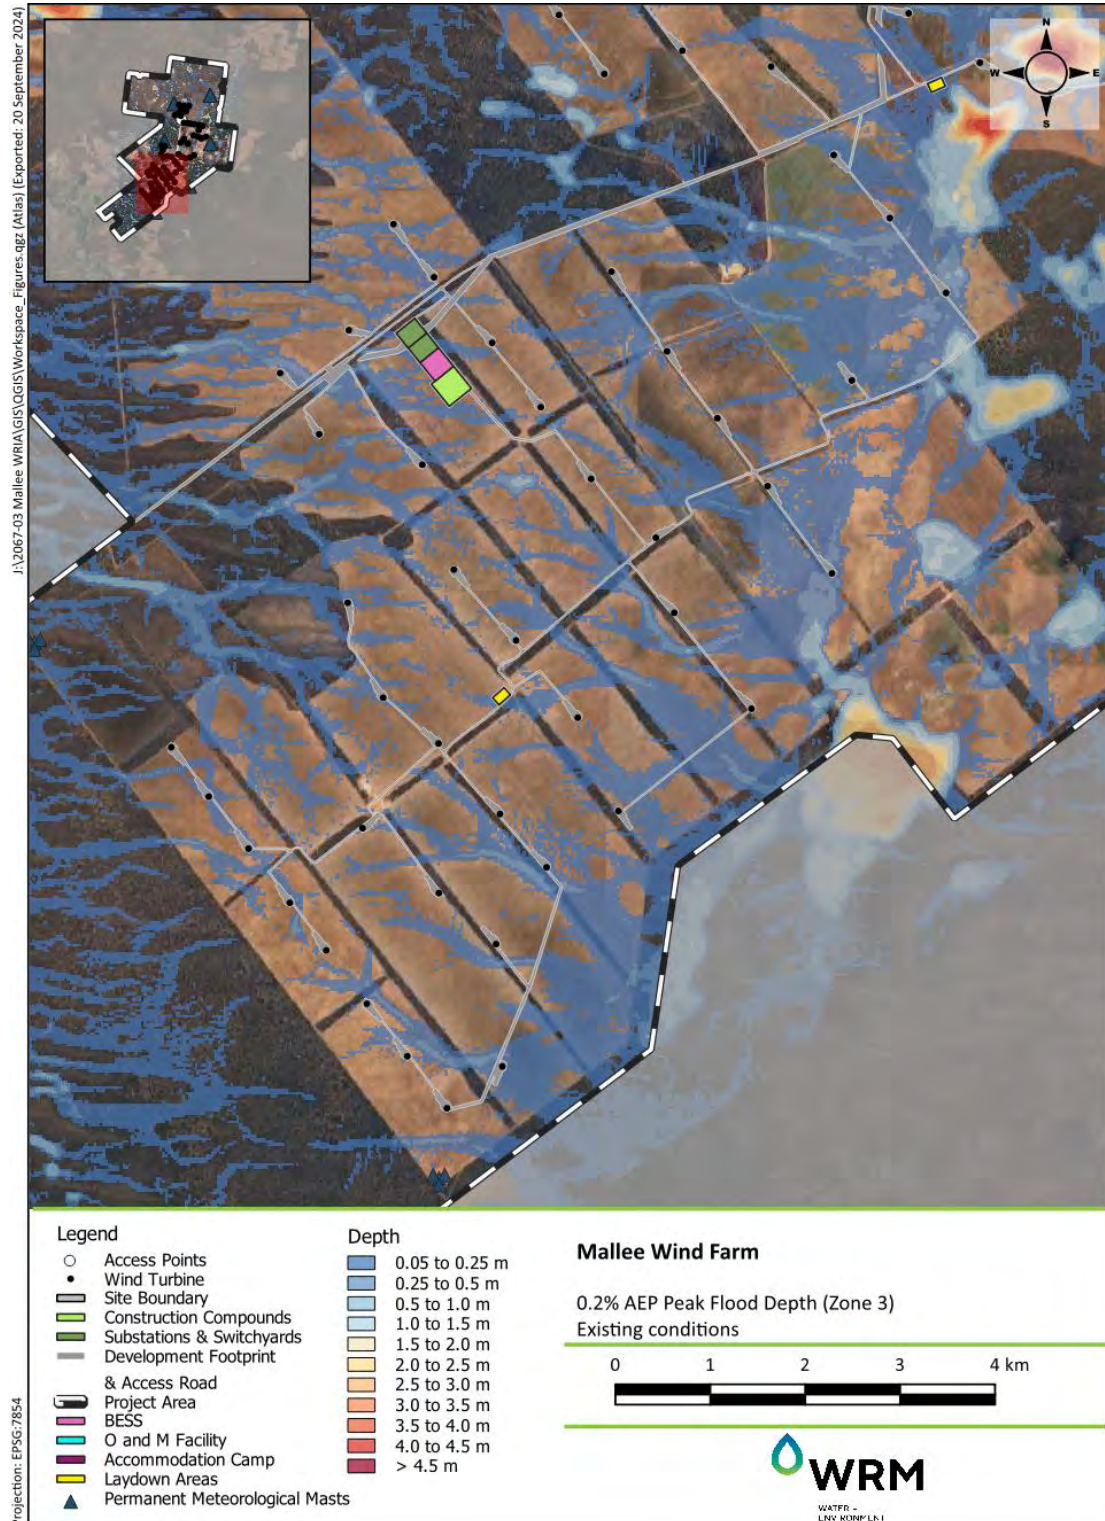 J:\2067-03 Mallee WRIA\GIS\QGIS\Workspace_Figures.qgz (Atlas) (Exported: 20 September 2024)
N
W E
S
Projection: EPSG:7854
Legend
Access Points
Wind Turbine
Site Boundary
Construction Compounds
Substations & Switchyards
Development Footprint
& Access Road
Project Area
BESS
O and M Facility
Accommodation Camp
Laydown Areas
Permanent Meteorological Masts
Depth
0.05 to 0.25 m
0.25 to 0.5 m
0.5 to 1.0 m
1.0 to 1.5 m
1.5 to 2.0 m
2.0 to 2.5 m
2.5 to 3.0 m
3.0 to 3.5 m
3.5 to 4.0 m
4.0 to 4.5 m
> 4.5 m
Mallee Wind Farm
0.2% AEP Peak Flood Depth (Zone 3)
Existing conditions
0 1 2 3 4 km
WRM
WATER +
ENVIRONMENT